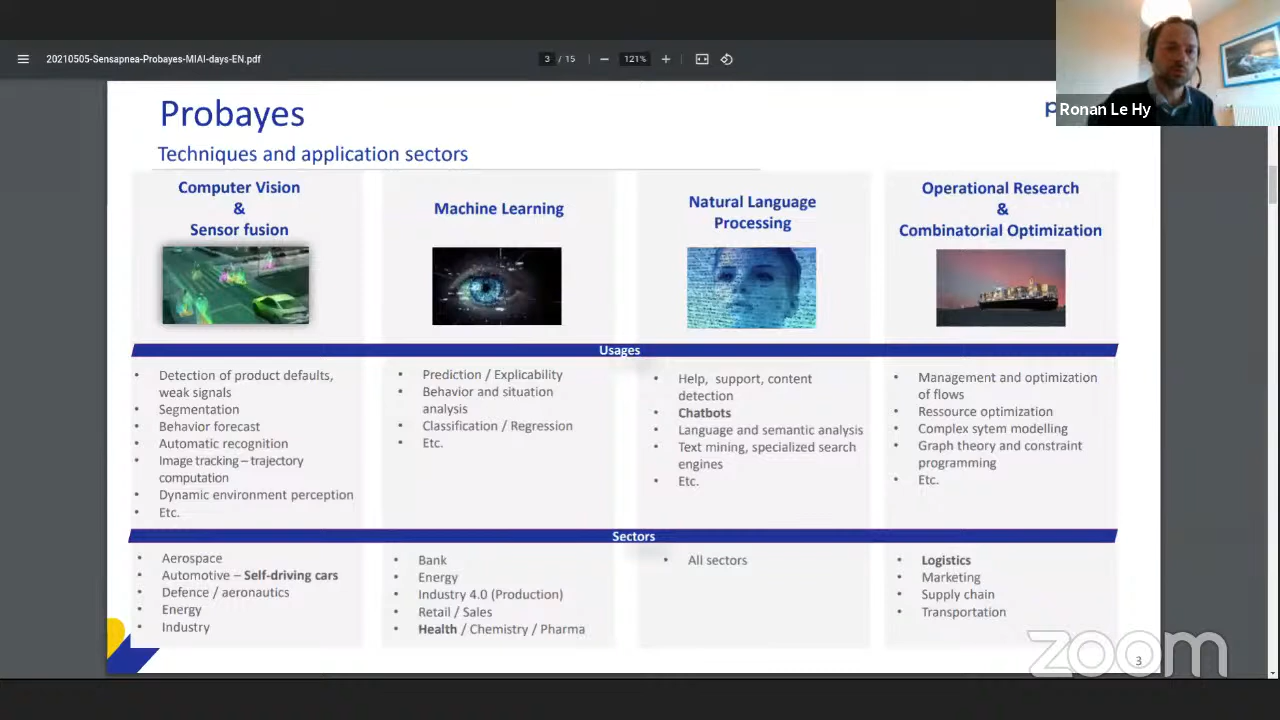 20210505-Sensapnea-Probayes-MIAI-days-EN.pdf
3 / 15
121%
Ronan Le Hy
Probayes
Techniques and application sectors
Computer Vision
&
Sensor fusion
Machine Learning
Natural Language
Processing
Operational Research
&
Combinatorial Optimization
Usages
• Detection of product defaults,
weak signals
• Segmentation
• Behavior forecast
• Automatic recognition
• Image tracking – trajectory
computation
• Dynamic environment perception
• Etc.
• Prediction / Explicability
• Behavior and situation
analysis
• Classification / Regression
• Etc.
• Help, support, content
detection
• Chatbots
• Language and semantic analysis
• Text mining, specialized search
engines
• Etc.
• Management and optimization
of flows
• Ressource optimization
• Complex sytem modelling
• Graph theory and constraint
programming
• Etc.
Sectors
• Aerospace
• Automotive – Self-driving cars
• Defence / aeronautics
• Energy
• Industry
• Bank
• Energy
• Industry 4.0 (Production)
• Retail / Sales
• Health / Chemistry / Pharma
• All sectors
• Logistics
• Marketing
• Supply chain
• Transportation
zoom
3